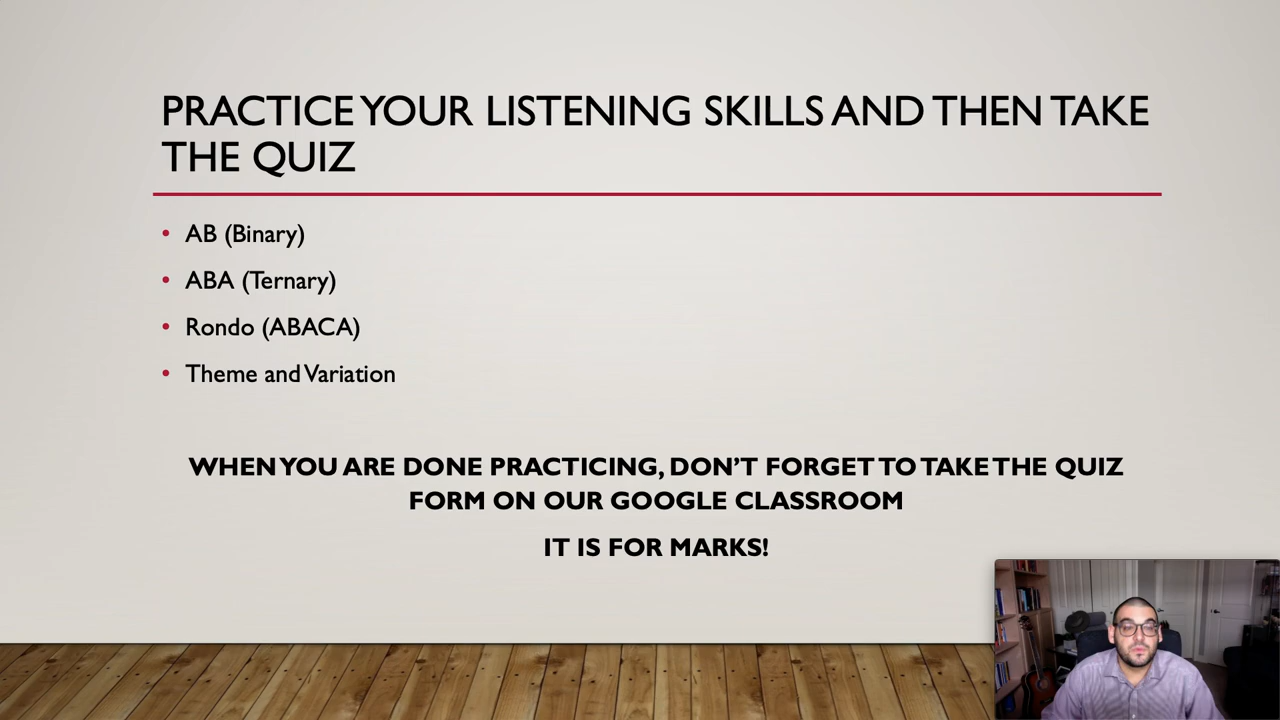 PRACTICE YOUR LISTENING SKILLS AND THEN TAKE
THE QUIZ
• AB (Binary)
• ABA (Ternary)
• Rondo (ABACA)
• Theme and Variation
WHEN YOU ARE DONE PRACTICING, DON’T FORGET TO TAKE THE QUIZ
FORM ON OUR GOOGLE CLASSROOM
IT IS FOR MARKS!